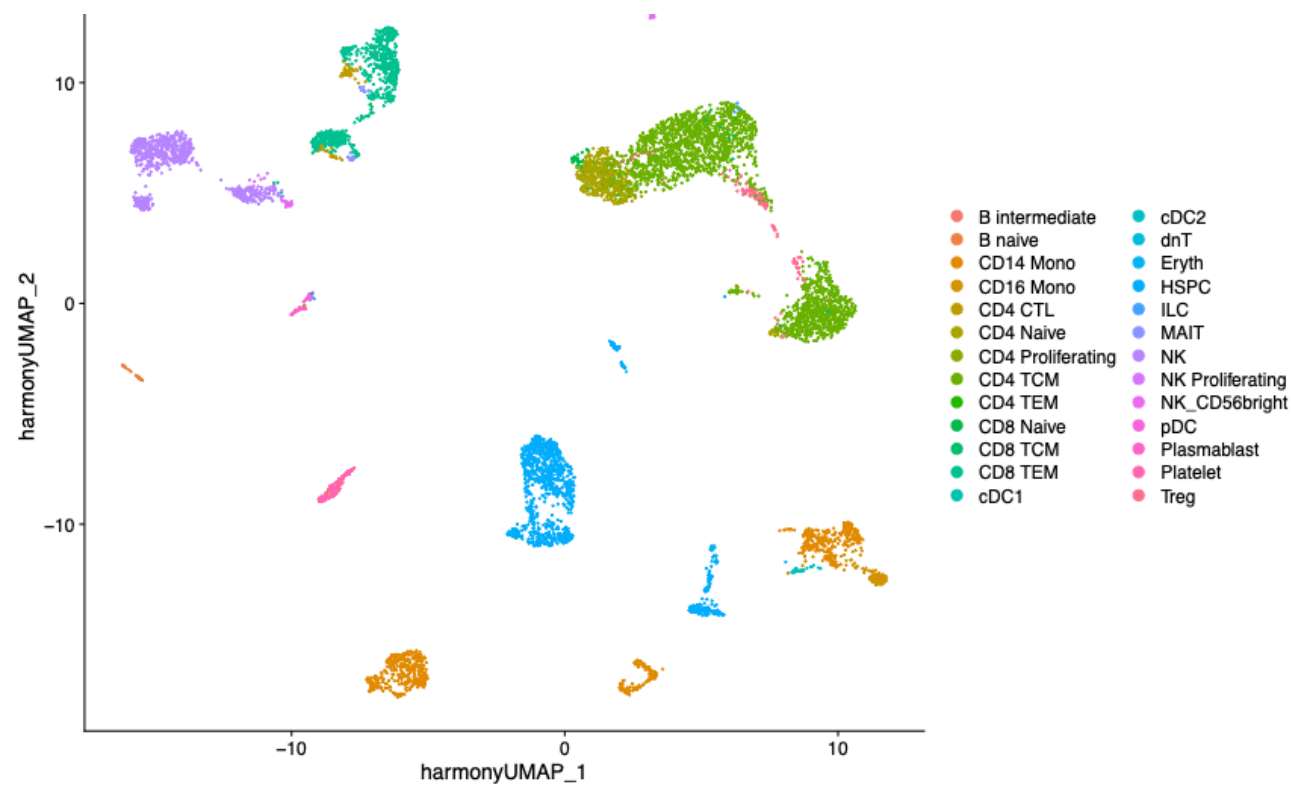 harmonyUMAP_2
10
0
−10
−10
0
10
harmonyUMAP_1
B intermediate
B naive
CD14 Mono
CD16 Mono
CD4 CTL
CD4 Naive
CD4 Proliferating
CD4 TCM
CD4 TEM
CD8 Naive
CD8 TCM
CD8 TEM
cDC1
cDC2
dnT
Eryth
HSPC
ILC
MAIT
NK
NK Proliferating
NK_CD56bright
pDC
Plasmablast
Platelet
Treg